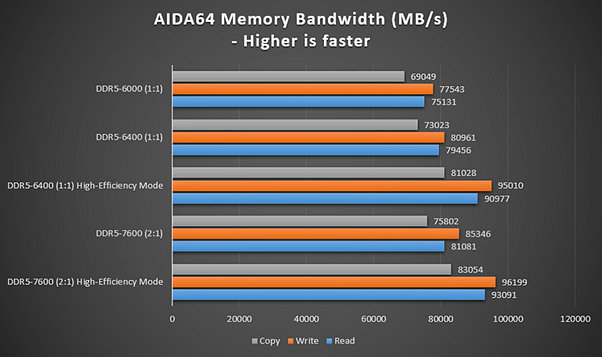 AIDA64 Memory Bandwidth (MB/s)
- Higher is faster
DDR5-6000 (1:1)
69049
77543
75131
DDR5-6400 (1:1)
73023
80961
79456
DDR5-6400 (1:1) High-Efficiency Mode
81028
95010
90977
DDR5-7600 (2:1)
75802
85346
81081
DDR5-7600 (2:1) High-Efficiency Mode
83054
96199
93091
0 20000 40000 60000 80000 100000 120000
Copy Write Read